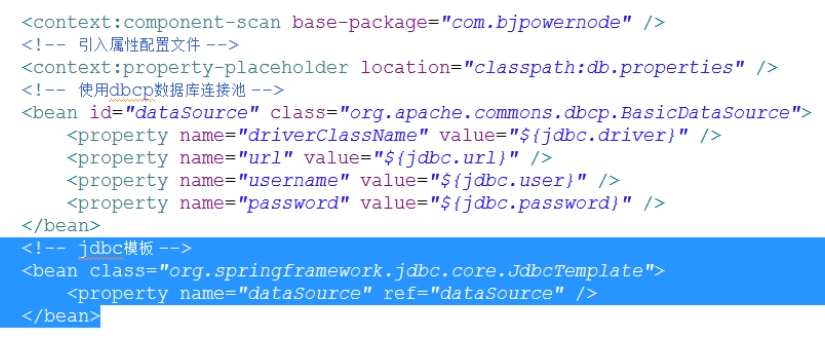 <context:component-scan base-package="com.bjpowernode" />
<!-- 引入属性配置文件 -->
<context:property-placeholder location="classpath:db.properties" />
<!-- 使用dbcp数据库连接池 -->
<bean id="dataSource" class="org.apache.commons.dbcp.BasicDataSource">
    <property name="driverClassName" value="${jdbc.driver}" />
    <property name="url" value="${jdbc.url}" />
    <property name="username" value="${jdbc.user}" />
    <property name="password" value="${jdbc.password}" />
</bean>
<!-- jdbc模板 -->
<bean class="org.springframework.jdbc.core.JdbcTemplate">
    <property name="dataSource" ref="dataSource" />
</bean>